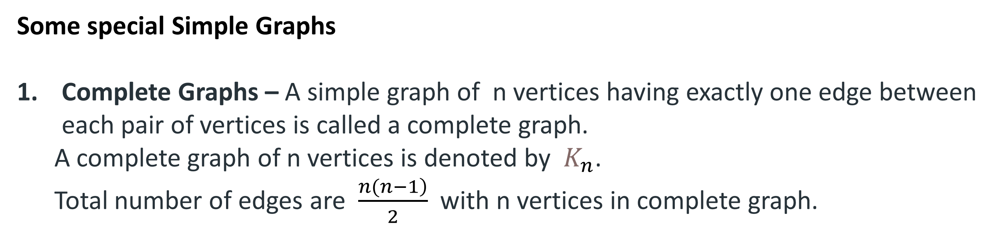 Some special Simple Graphs
1. Complete Graphs – A simple graph of n vertices having exactly one edge between
each pair of vertices is called a complete graph.
A complete graph of n vertices is denoted by $K_n$.
Total number of edges are $\frac{n(n-1)}{2}$ with n vertices in complete graph.